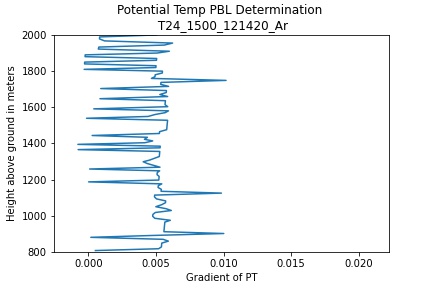 Potential Temp PBL Determination
T24_1500_121420_Ar
Height above ground in meters
2000
1800
1600
1400
1200
1000
800
0.000 0.005 0.010 0.015 0.020
Gradient of PT